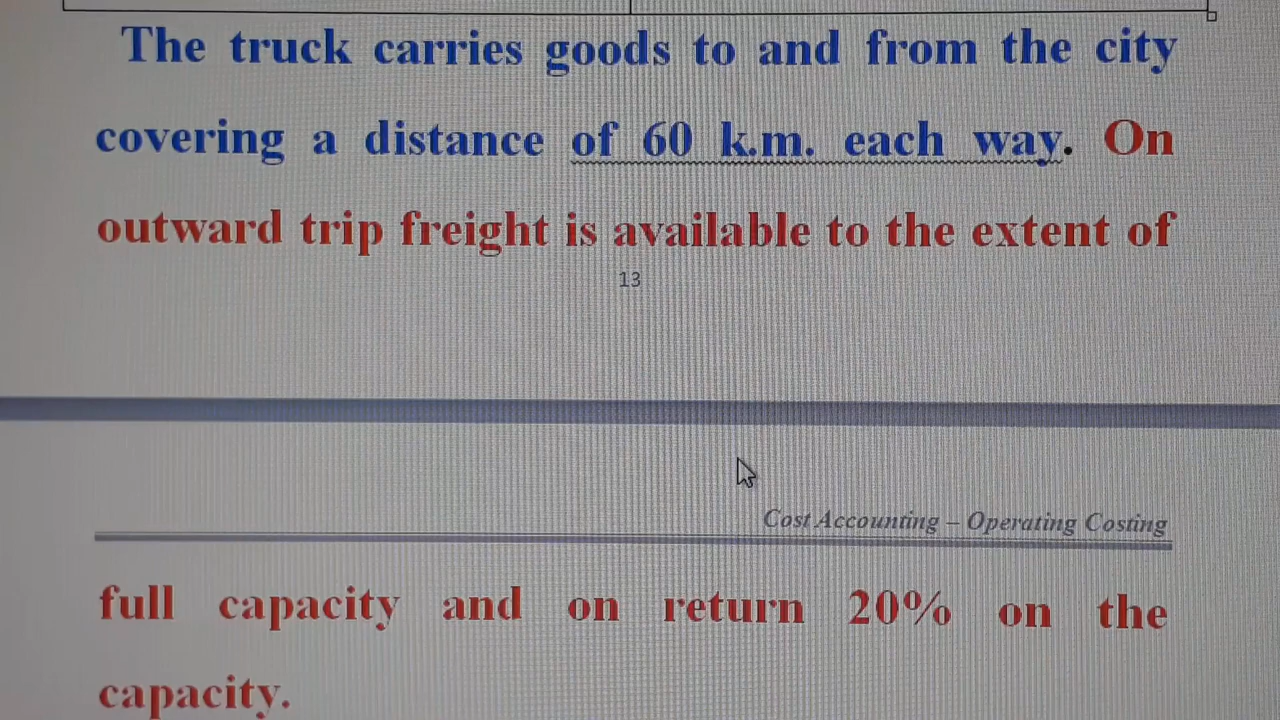 The truck carries goods to and from the city
covering a distance of 60 k.m. each way. On
outward trip freight is available to the extent of
13
Cost Accounting – Operating Costing
full capacity and on return 20% on the
capacity.